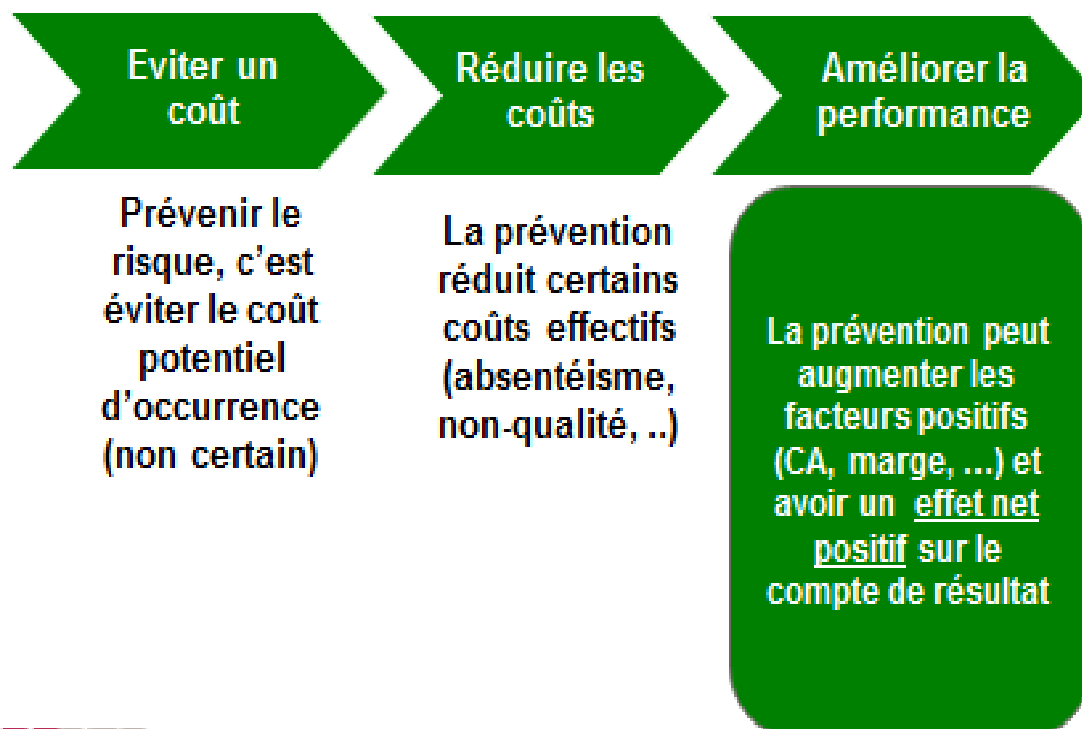 Eviter un
coût
Réduire les
coûts
Améliorer la
performance
Prévenir le
risque, c’est
éviter le coût
potentiel
d’occurrence
(non certain)
La prévention
réduit certains
coûts effectifs
(absentéisme,
non-qualité, ..)
La prévention peut
augmenter les
facteurs positifs
(CA, marge, ...) et
avoir un effet net
positif sur le
compte de résultat